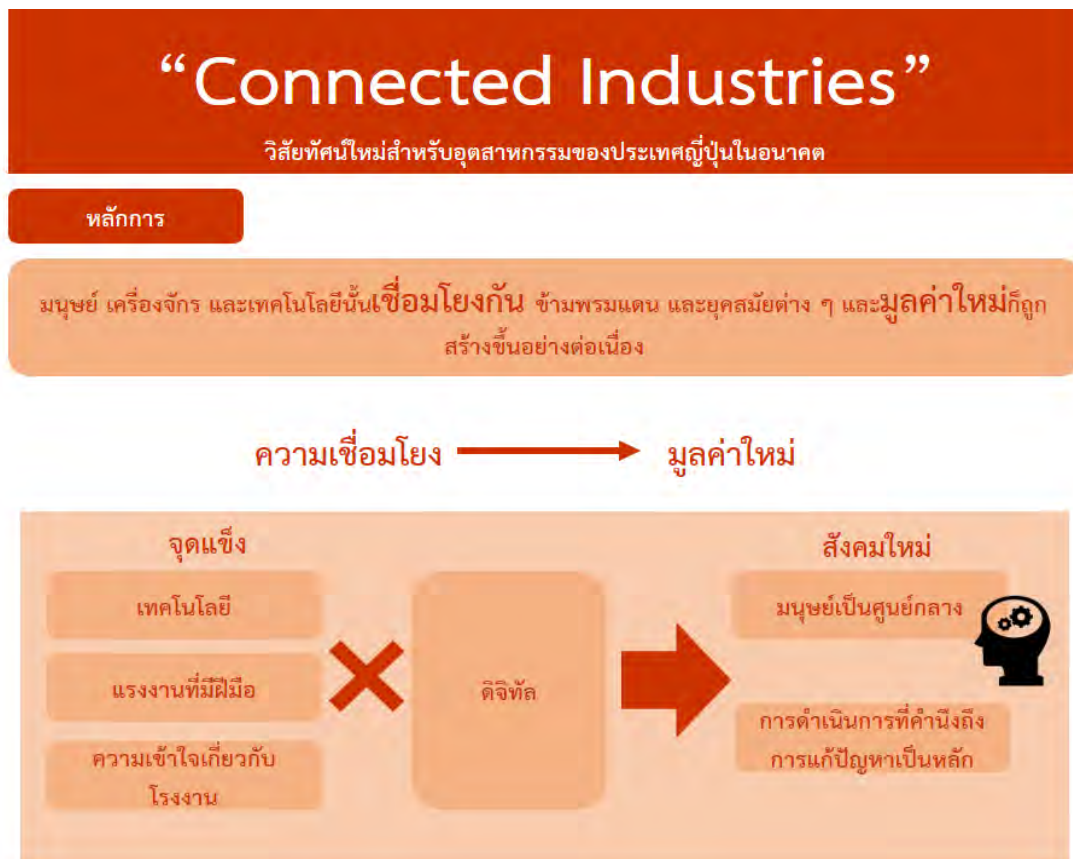 “Connected Industries”
วิสัยทัศน์ใหม่สำหรับอุตสาหกรรมของประเทศญี่ปุ่นในอนาคต
หลักการ
มนุษย์ เครื่องจักร และเทคโนโลยีนั้นเชื่อมโยงกัน ข้ามพรมแดน และยุคสมัยต่าง ๆ และมูลค่าใหม่ก็ถูก
สร้างขึ้นอย่างต่อเนื่อง
ความเชื่อมโยง มูลค่าใหม่
จุดแข็ง
เทคโนโลยี
แรงงานที่มีฝีมือ
ความเข้าใจเกี่ยวกับ
โรงงาน
ดิจิทัล
สังคมใหม่
มนุษย์เป็นศูนย์กลาง
การดำเนินการที่คำนึงถึง
การแก้ปัญหาเป็นหลัก